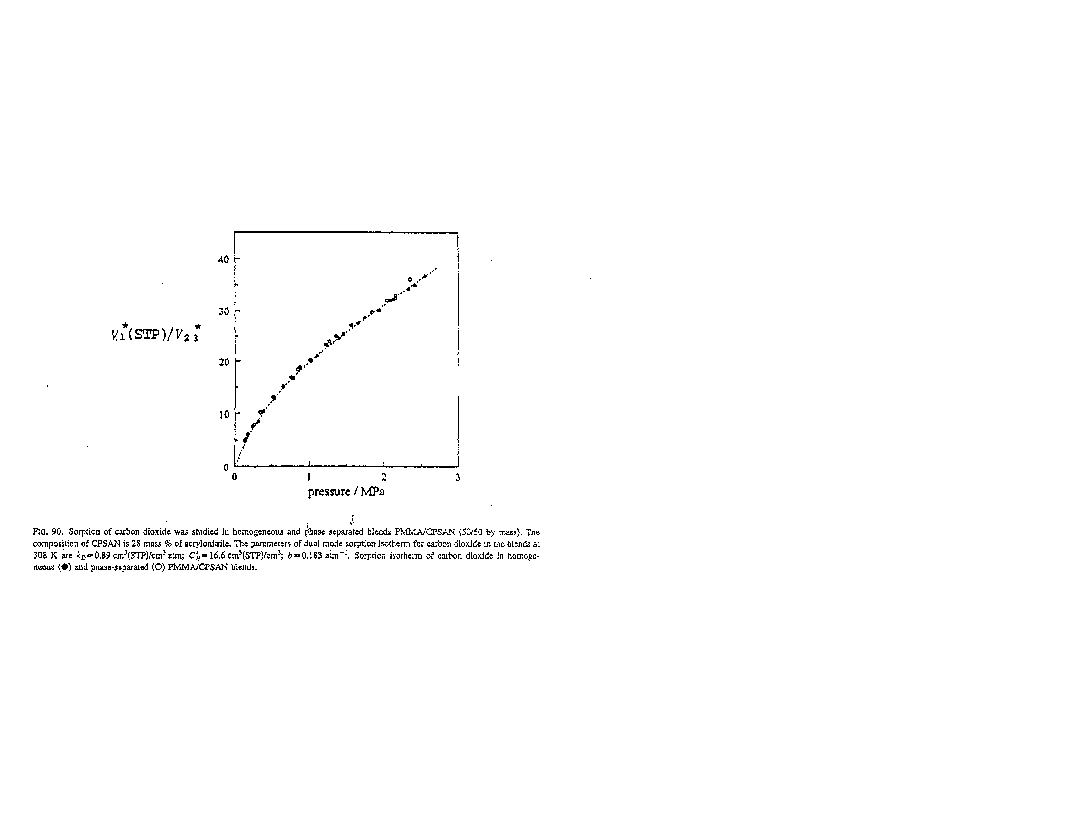 40
30
V₁*(STP)/V₂₃*
20
10
0
0 1 2 3
pressure / MPa
FIG. 90. Sorption of carbon dioxide was studied in homogeneous and phase separated blends PMMA/CPSAN (50/50 by mass). The
composition of CPSAN is 28 mass % of acrylonitrile. The parameters of dual mode sorption isotherm for carbon dioxide in the blends at
308 K are k_D=0.89 cm³(STP)/cm³ atm; C'_H=16.6 cm³(STP)/cm³; b=0.183 atm⁻¹. Sorption isotherm of carbon dioxide in homoge-
neous (●) and phase-separated (○) PMMA/CPSAN blends.